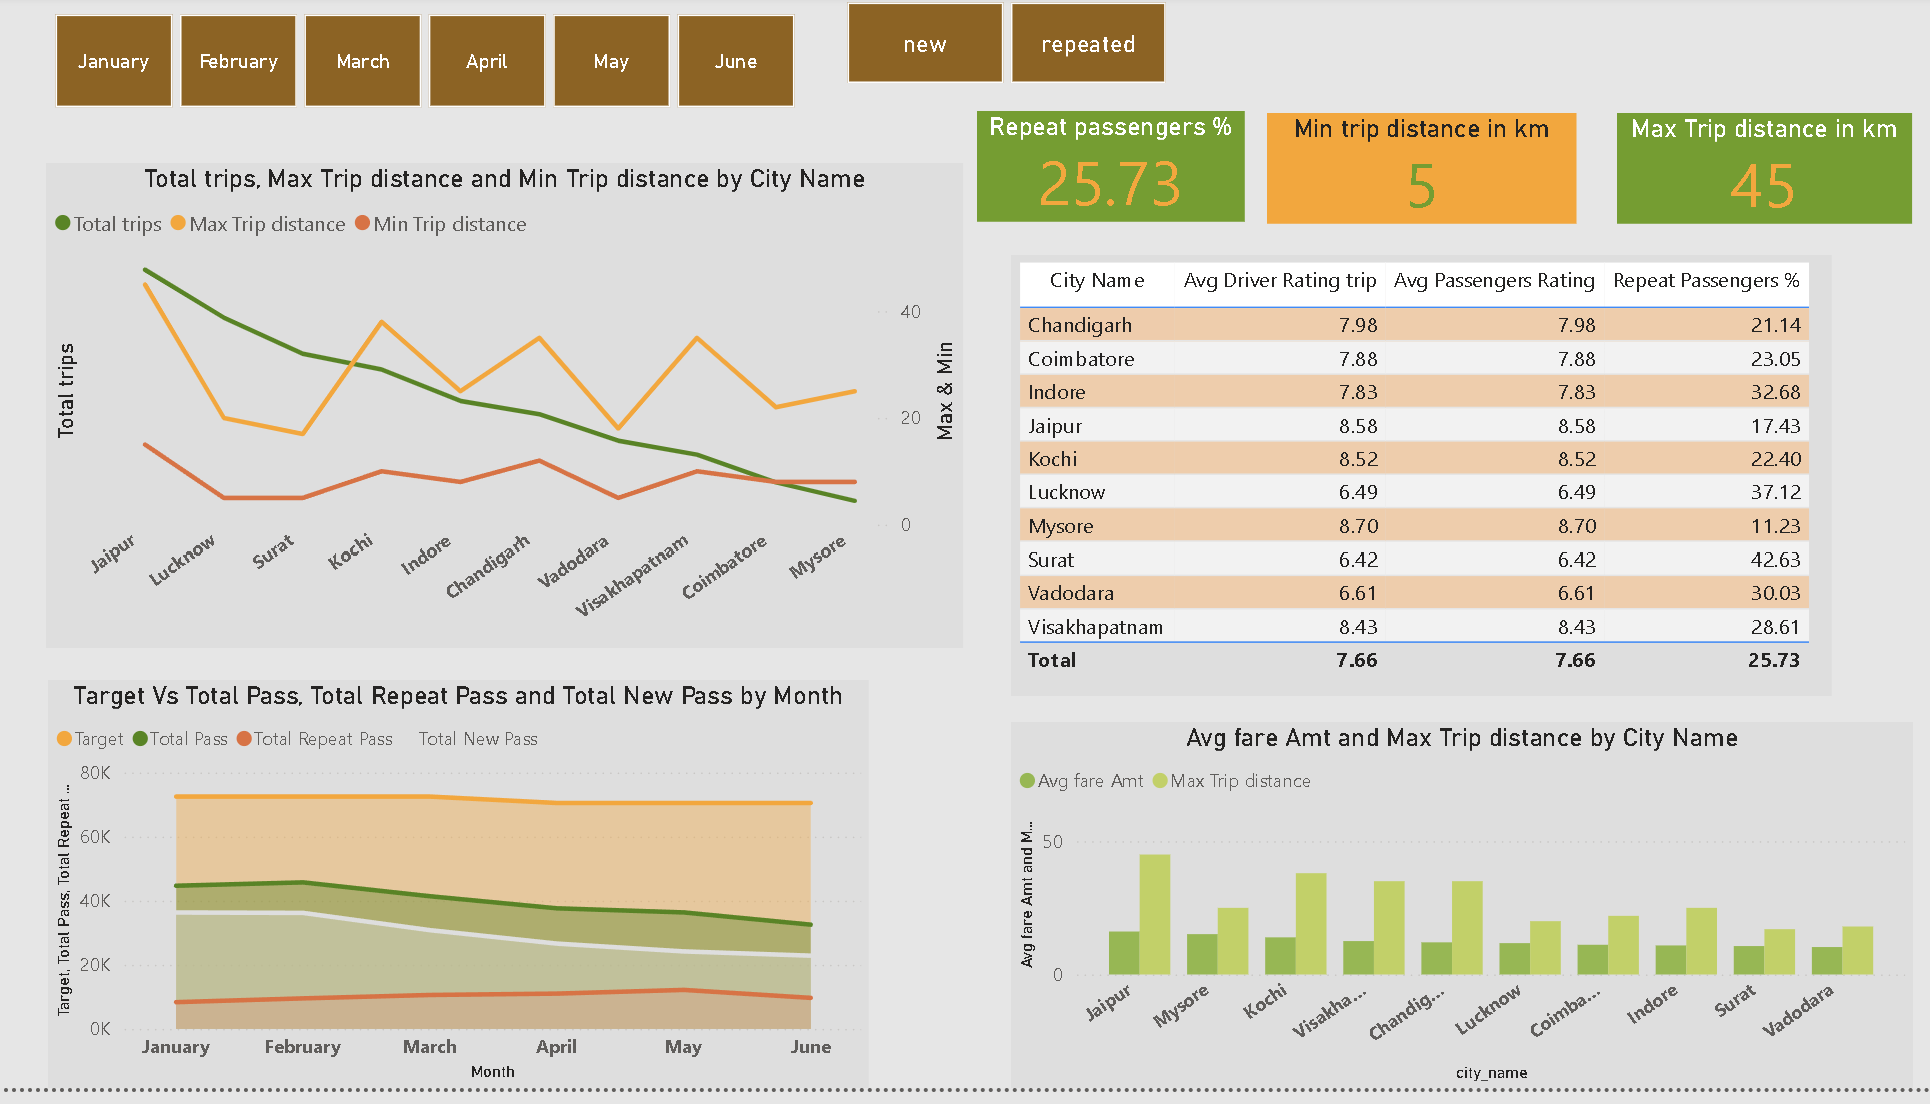 January February March April May June
new repeated
Repeat passengers %
25.73
Min trip distance in km
5
Max Trip distance in km
45
Total trips, Max Trip distance and Min Trip distance by City Name
Total trips Max Trip distance Min Trip distance
Total trips
40
20
0
Max & Min
Jaipur Lucknow Surat Kochi Indore Chandigarh Vadodara Visakhapatnam Coimbatore Mysore
City Name Avg Driver Rating trip Avg Passengers Rating Repeat Passengers %
Chandigarh 7.98 7.98 21.14
Coimbatore 7.88 7.88 23.05
Indore 7.83 7.83 32.68
Jaipur 8.58 8.58 17.43
Kochi 8.52 8.52 22.40
Lucknow 6.49 6.49 37.12
Mysore 8.70 8.70 11.23
Surat 6.42 6.42 42.63
Vadodara 6.61 6.61 30.03
Visakhapatnam 8.43 8.43 28.61
Total 7.66 7.66 25.73
Target Vs Total Pass, Total Repeat Pass and Total New Pass by Month
Target Total Pass Total Repeat Pass Total New Pass
Target, Total Pass, Total Repeat ...
80K
60K
40K
20K
0K
January February March April May June
Month
Avg fare Amt and Max Trip distance by City Name
Avg fare Amt Max Trip distance
Avg fare Amt and M...
50
0
Jaipur Mysore Kochi Visakha... Chandig... Lucknow Coimba... Indore Surat Vadodara
city_name